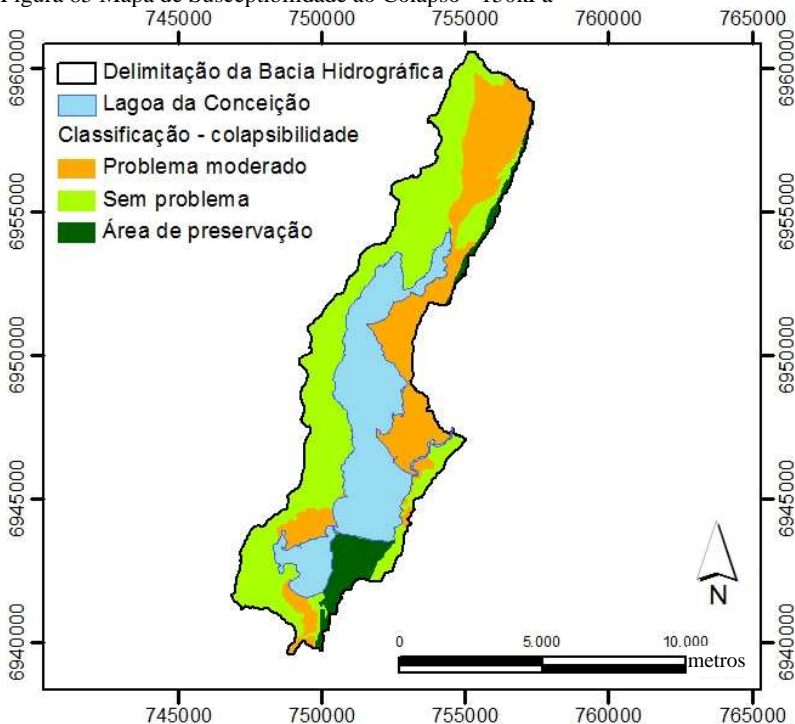 Figura 83 Mapa de Susceptibilidade ao Colapso - 150kPa
745000 750000 755000 760000 765000
Delimitação da Bacia Hidrográfica
Lagoa da Conceição
Classificação - colapsibilidade
Problema moderado
Sem problema
Área de preservação
6960000 6960000
6955000 6955000
6950000 6950000
6945000 6945000
6940000 6940000
N
0 5.000 10.000
metros
745000 750000 755000 760000 765000